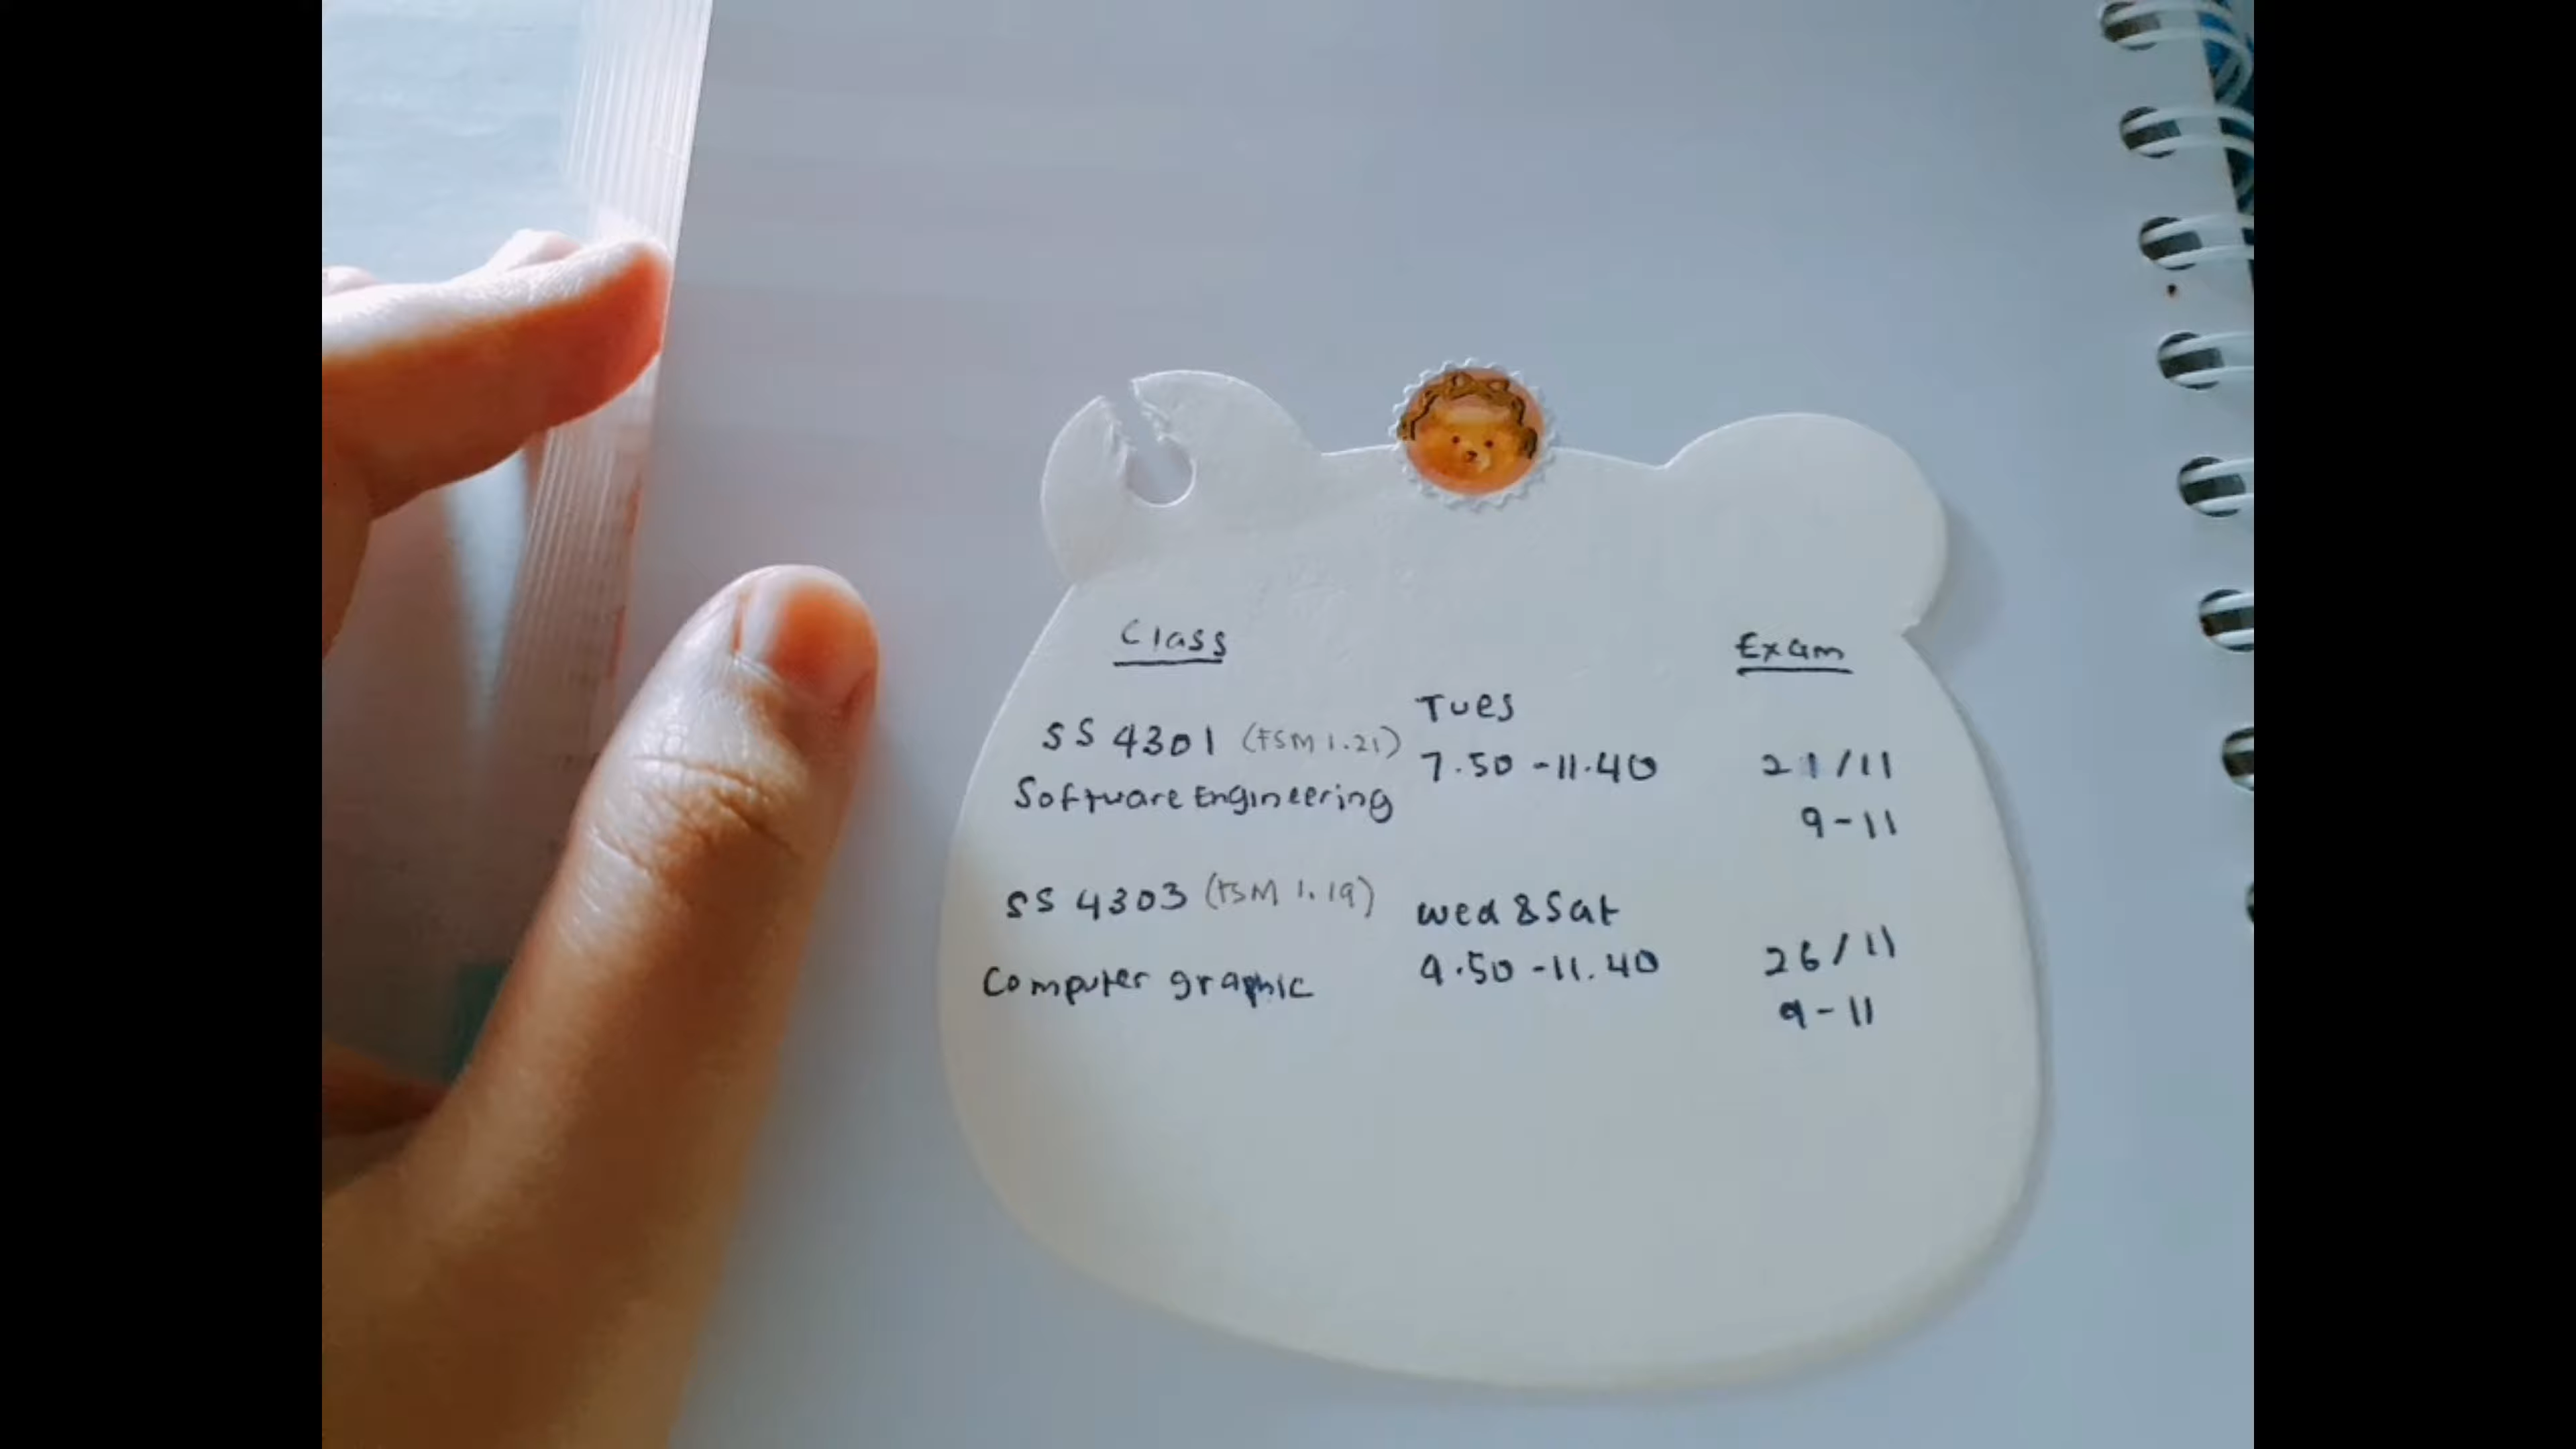 Class
Exam
SS 4301 (FSM 1.21)
Software Engineering
Tues
7.50 - 11.40
21/11
9-11
SS 4303 (FSM 1.19)
Computer graphic
Wed & Sat
9.50 - 11.40
26/11
9-11